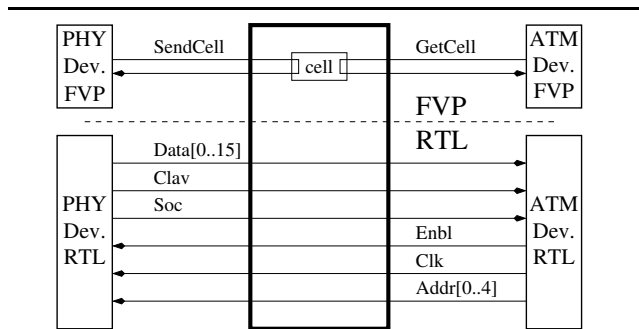 PHY
Dev.
FVP
SendCell
cell
GetCell
ATM
Dev.
FVP
FVP
RTL
PHY
Dev.
RTL
Data[0..15]
Clav
Soc
Enbl
Clk
Addr[0..4]
ATM
Dev.
RTL